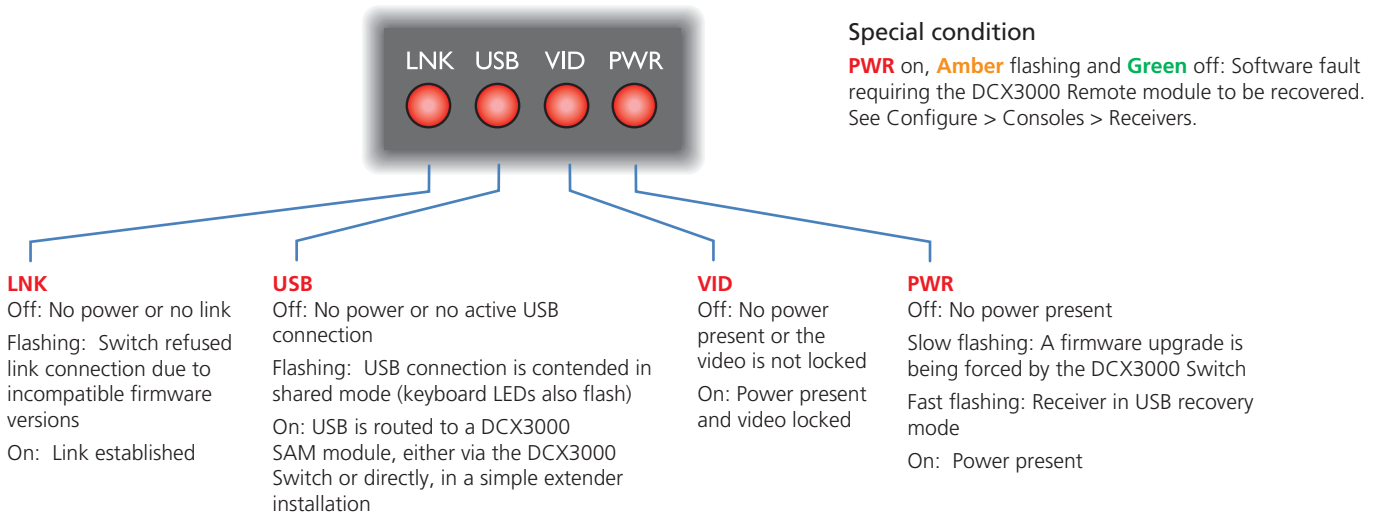 LNK USB VID PWR
Special condition
PWR on, Amber flashing and Green off: Software fault
requiring the DCX3000 Remote module to be recovered.
See Configure > Consoles > Receivers.
LNK
Off: No power or no link
Flashing: Switch refused
link connection due to
incompatible firmware
versions
On: Link established
USB
Off: No power or no active USB
connection
Flashing: USB connection is contended in
shared mode (keyboard LEDs also flash)
On: USB is routed to a DCX3000
SAM module, either via the DCX3000
Switch or directly, in a simple extender
installation
VID
Off: No power
present or the
video is not locked
On: Power present
and video locked
PWR
Off: No power present
Slow flashing: A firmware upgrade is
being forced by the DCX3000 Switch
Fast flashing: Receiver in USB recovery
mode
On: Power present